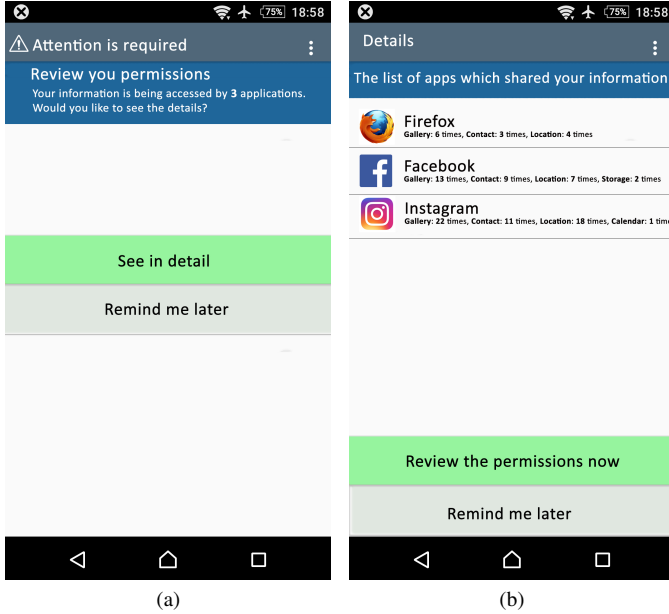 75% 18:58
Attention is required
Review you permissions
Your information is being accessed by 3 applications.
Would you like to see the details?
See in detail
Remind me later
(a)
75% 18:58
Details
The list of apps which shared your information
Firefox
Gallery: 6 times, Contact: 3 times, Location: 4 times
Facebook
Gallery: 13 times, Contact: 9 times, Location: 7 times, Storage: 2 times
Instagram
Gallery: 22 times, Contact: 11 times, Location: 18 times, Calendar: 1 tim
Review the permissions now
Remind me later
(b)